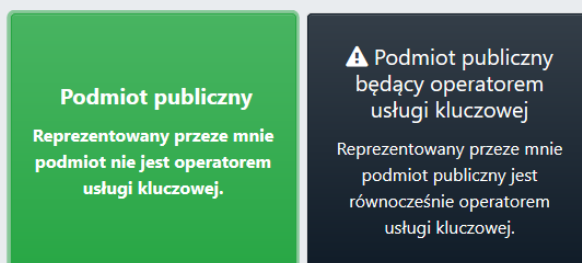 Podmiot publiczny
Reprezentowany przeze mnie
podmiot nie jest operatorem
usługi kluczowej.
Podmiot publiczny
będący operatorem
usługi kluczowej
Reprezentowany przeze mnie
podmiot publiczny jest
równocześnie operatorem
usługi kluczowej.